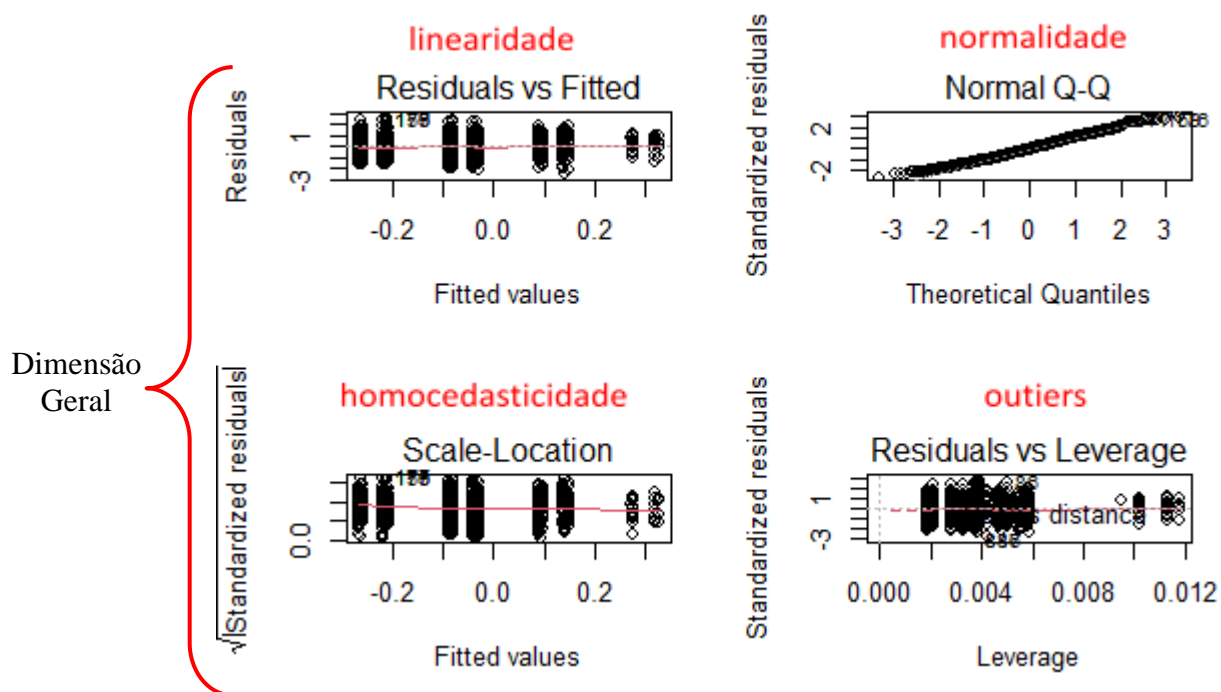 linearidade
Residuals vs Fitted
Residuals
1
-3
-0.2 0.0 0.2
Fitted values
normalidade
Normal Q-Q
Standardized residuals
2
-2
-3 -2 -1 0 1 2 3
Theoretical Quantiles
Dimensão
Geral
homocedasticidade
Scale-Location
√|Standardized residuals|
0.0
-0.2 0.0 0.2
Fitted values
outiers
Residuals vs Leverage
Standardized residuals
1
-3
distance
0.000 0.004 0.008 0.012
Leverage